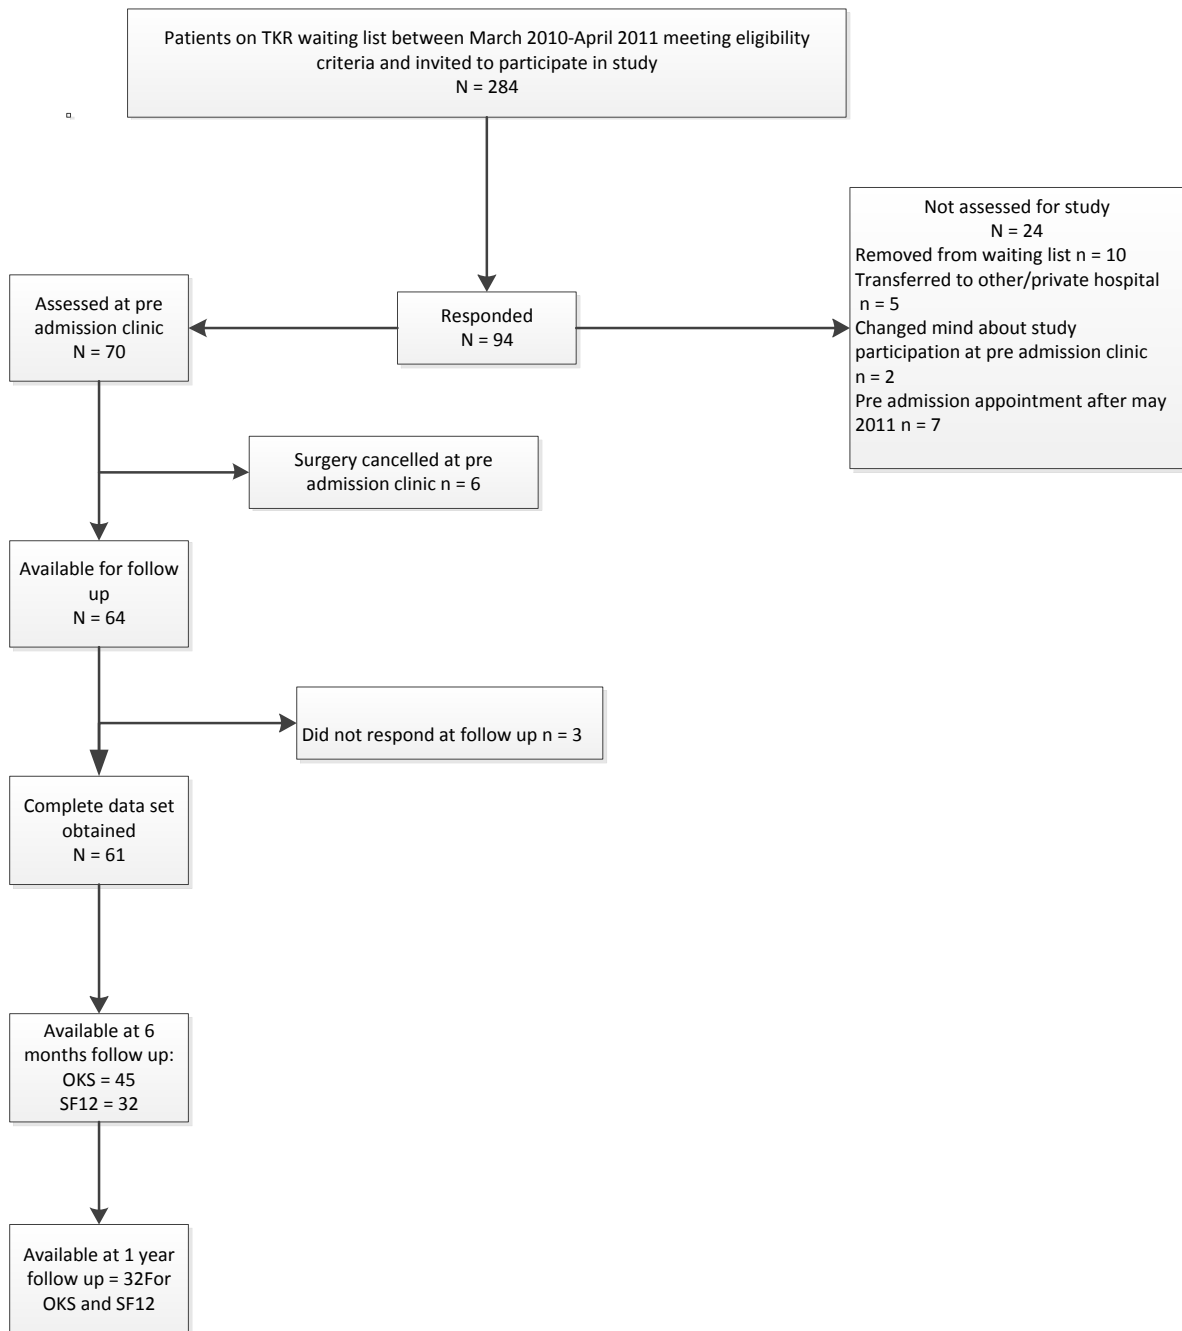 Patients on TKR waiting list between March 2010-April 2011 meeting eligibility
criteria and invited to participate in study
N = 284
Not assessed for study
N = 24
Removed from waiting list n = 10
Transferred to other/private hospital
n = 5
Changed mind about study
participation at pre admission clinic
n = 2
Pre admission appointment after may
2011 n = 7
Responded
N = 94
Assessed at pre
admission clinic
N = 70
Surgery cancelled at pre
admission clinic n = 6
Available for follow
up
N = 64
Did not respond at follow up n = 3
Complete data set
obtained
N = 61
Available at 6
months follow up:
OKS = 45
SF12 = 32
Available at 1 year
follow up = 32For
OKS and SF12